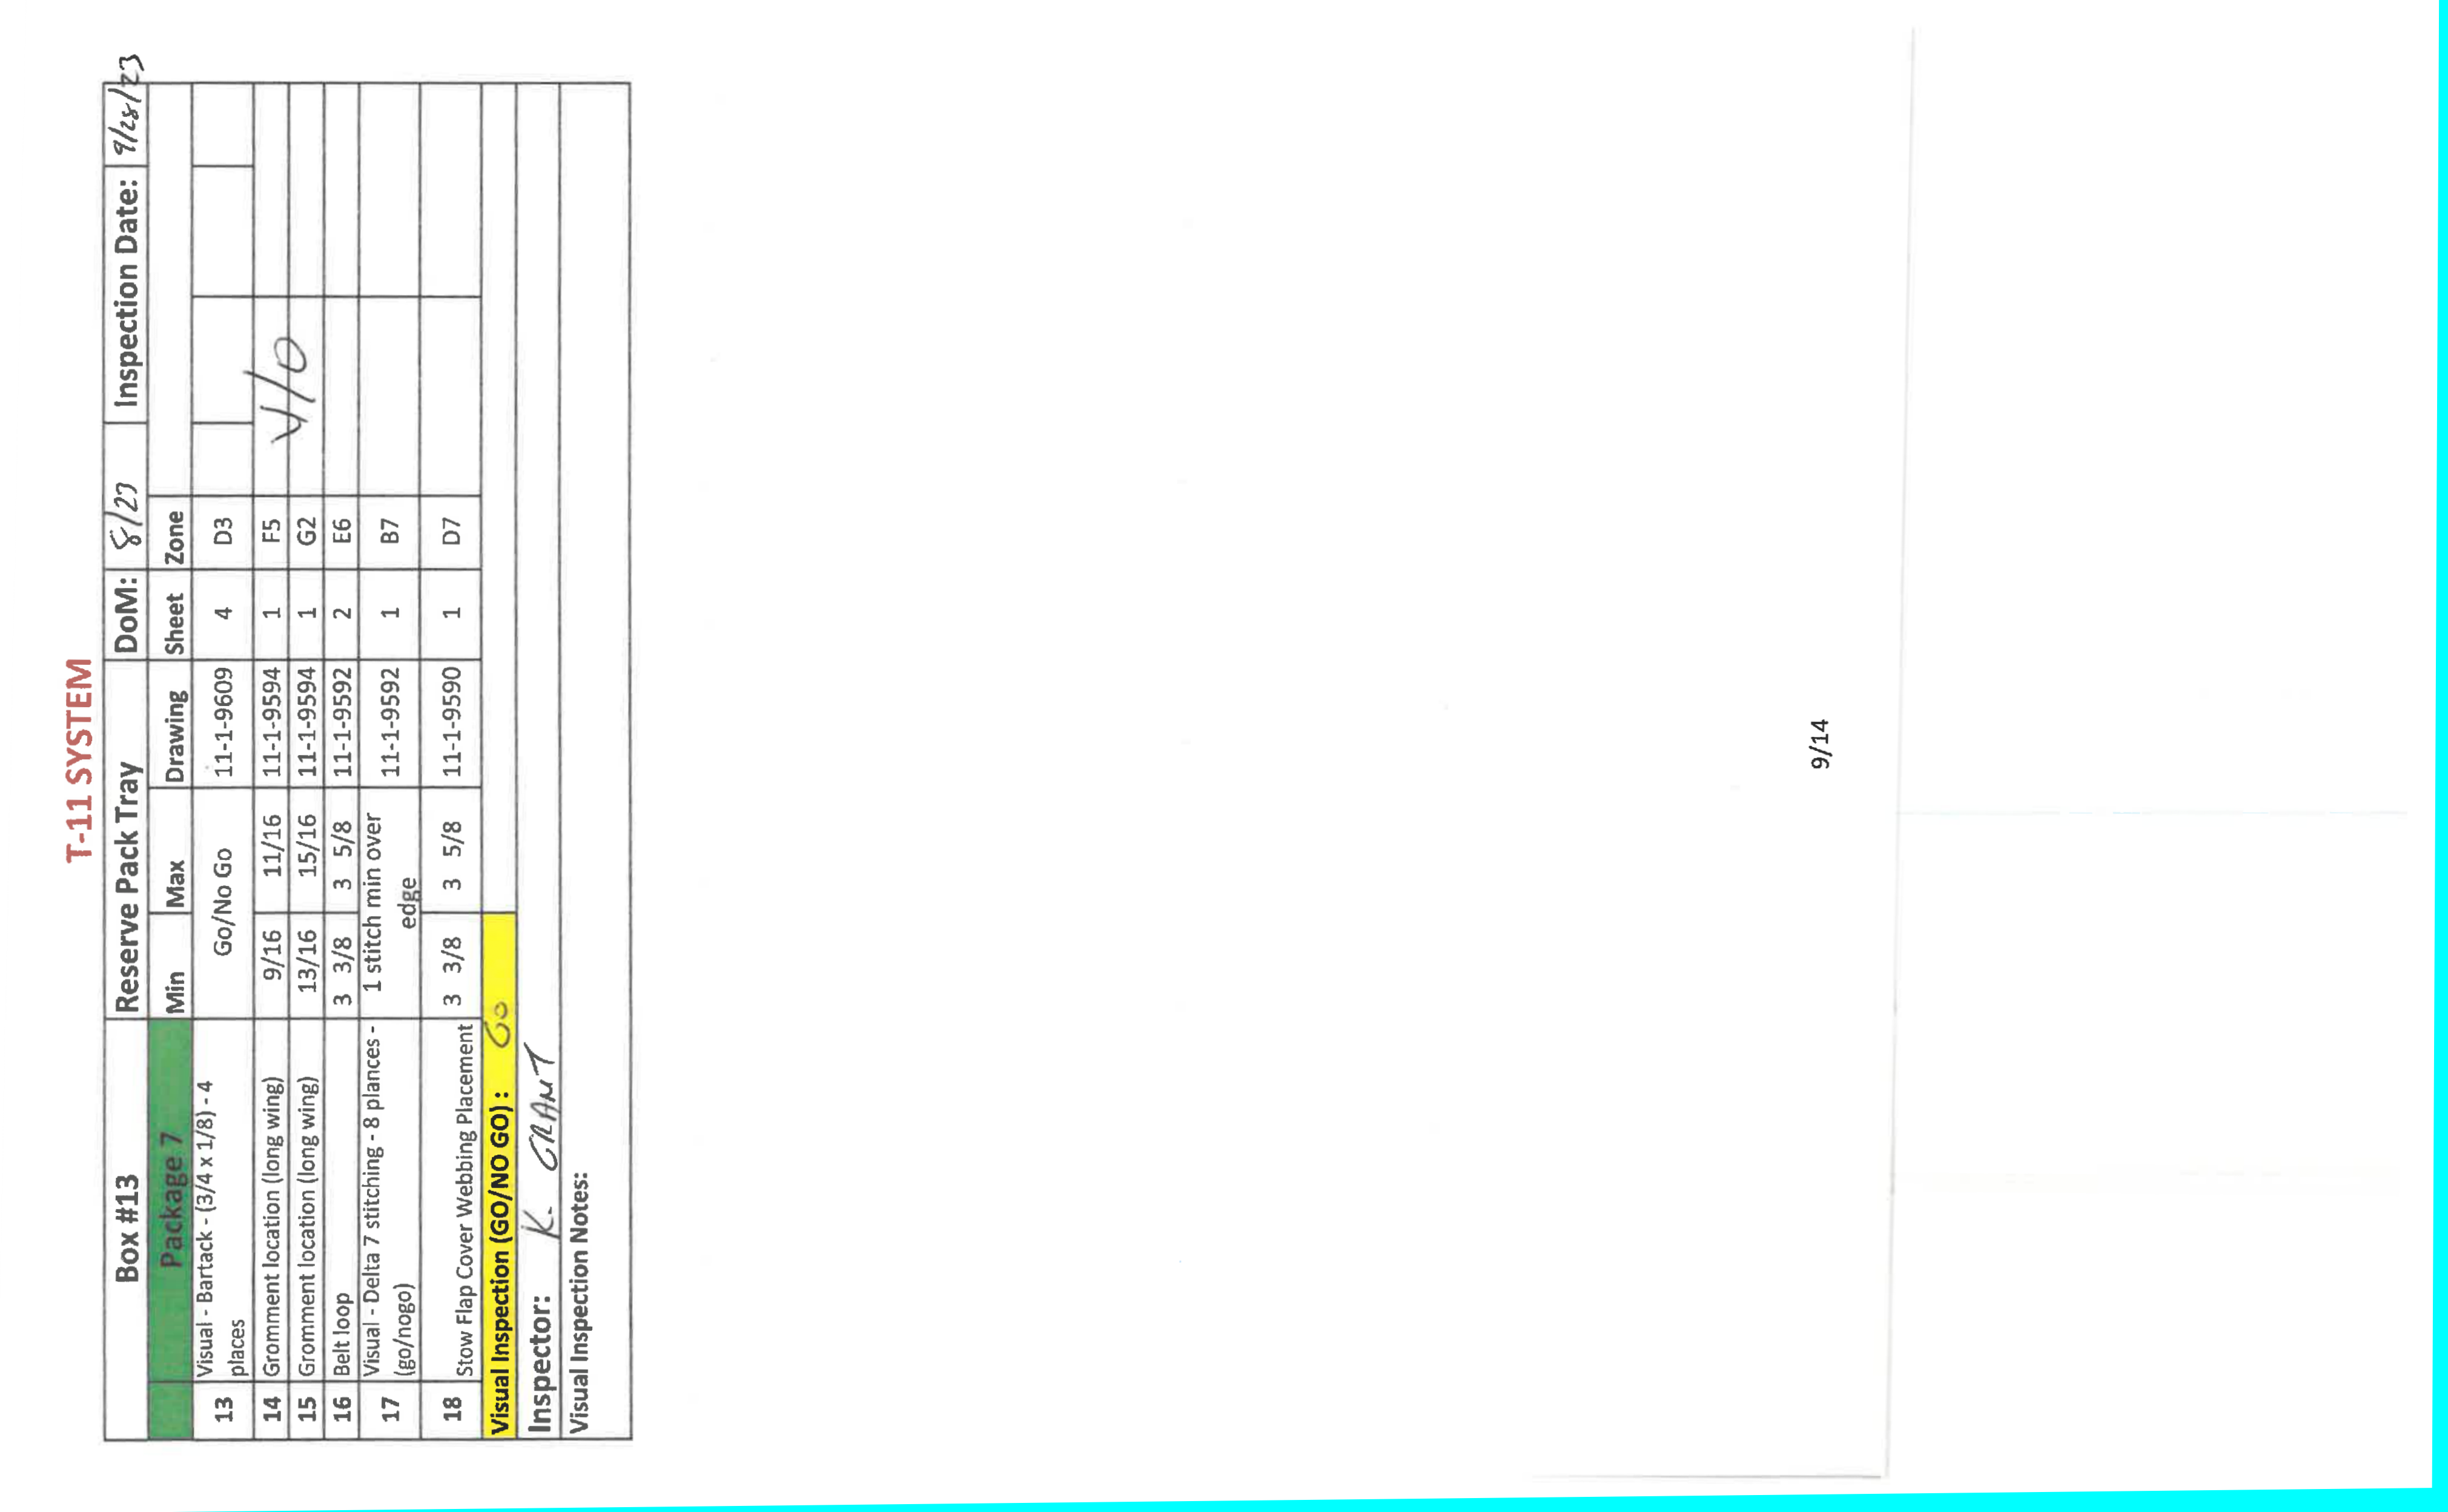 T-11 SYSTEM
Box #13 Reserve Pack Tray DoM: 8/23 Inspection Date: 9/28/23
Package 7 Min Max Drawing Sheet Zone
13 Visual - Bartack - (3/4 x 1/8) - 4 places Go/No Go 11-1-9609 4 D3
14 Gromment location (long wing) 9/16 11/16 11-1-9594 1 F5
15 Gromment location (long wing) 13/16 15/16 11-1-9594 1 G2
16 Belt loop 3 3/8 3 5/8 11-1-9592 2 E6
17 Visual - Delta 7 stitching - 8 plances - (go/nogo) 1 stitch min over edge 11-1-9592 1 B7
18 Stow Flap Cover Webbing Placement 3 3/8 3 5/8 11-1-9590 1 D7
4/0
Visual Inspection (GO/NO GO) : GO
Inspector: K. GRANT
Visual Inspection Notes:
9/14